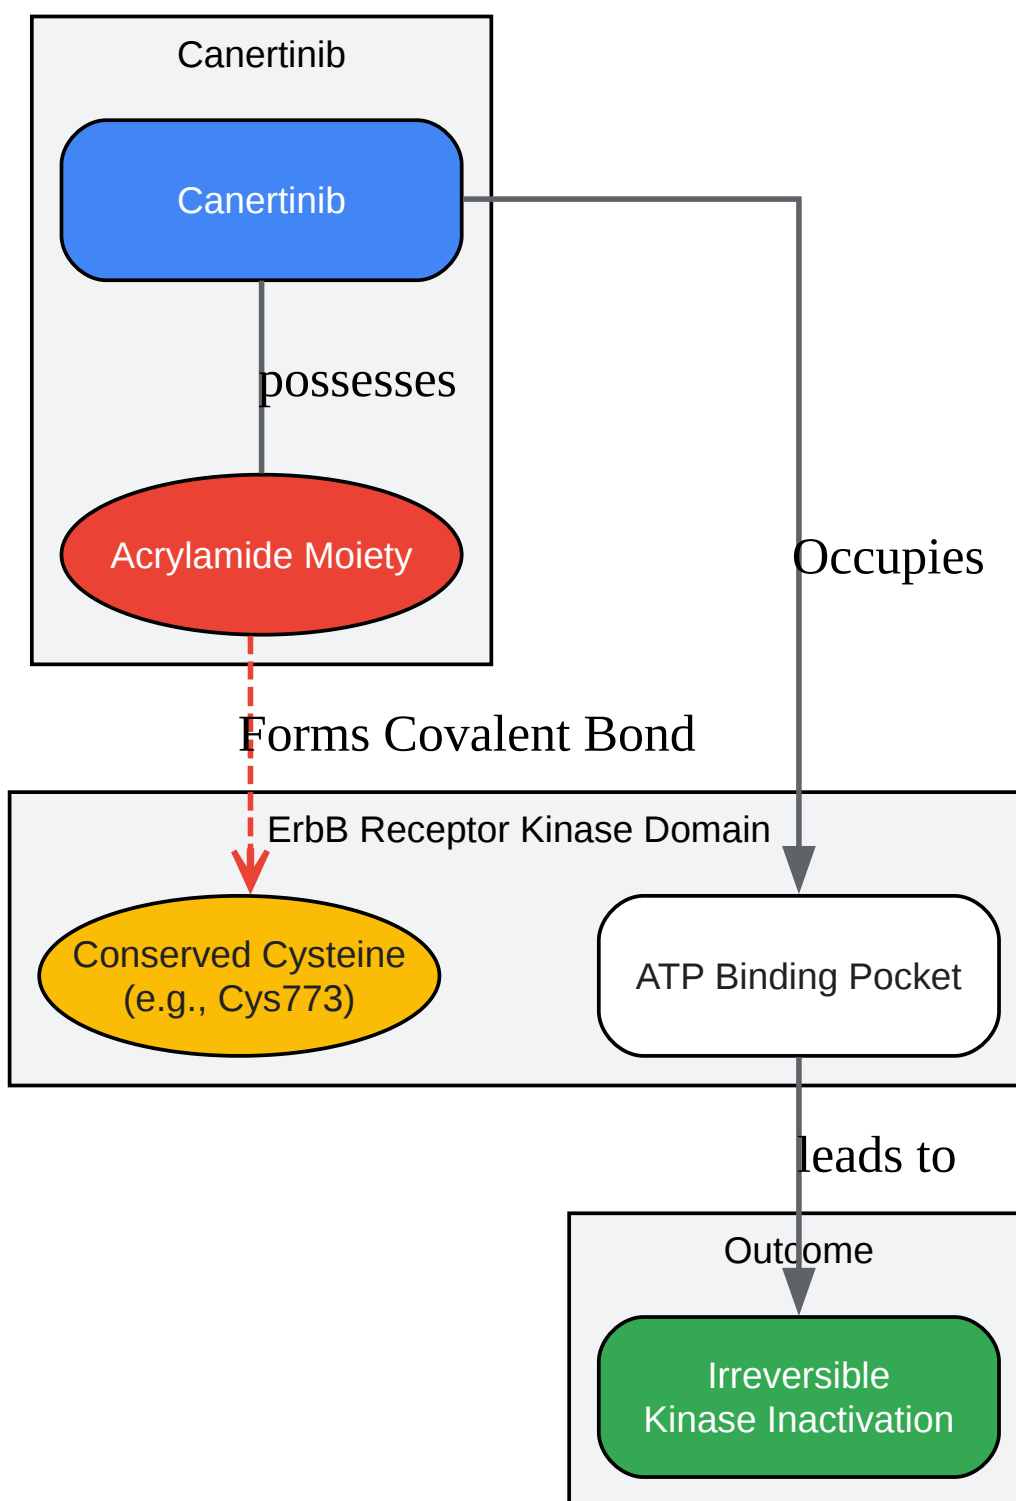 Canertinib
Canertinib
possesses
Acrylamide Moiety
Occupies
Forms Covalent Bond
ErbB Receptor Kinase Domain
Conserved Cysteine
(e.g., Cys773)
ATP Binding Pocket
leads to
Outcome
Irreversible
Kinase Inactivation